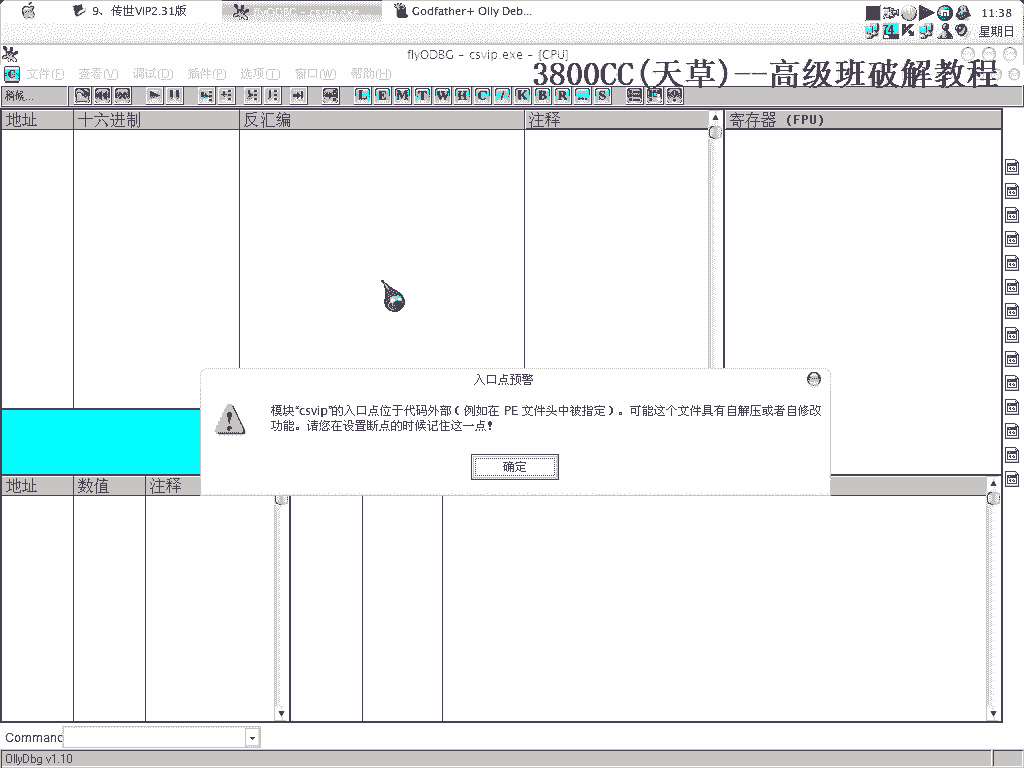 9、传世VIP2.31版
flyODBG - csvip.exe...
Godfather+ Olly Deb...
11:38
74
K
星期日
flyODBG - csvip.exe - [CPU]
文件(F) 查看(V) 调试(D) 插件(P) 选项(T) 窗口(W) 帮助(H)
3800CC(天草)--高级班破解教程
稍候...
L E M T W H C / K B R ... S
地址 十六进制 反汇编 注释 寄存器 (FPU)
入口点预警
模块"csvip"的入口点位于代码外部 ( 例如在 PE 文件头中被指定 ) 。可能这个文件具有自解压或者自修改
功能。请您在设置断点的时候记住这一点!
确定
地址 数值 注释
Command
OllyDbg v1.10